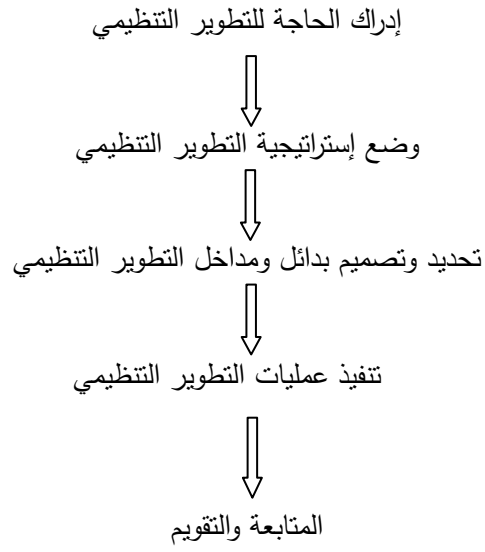 إدراك الحاجة للتطوير التنظيمي
وضع إستراتيجية التطوير التنظيمي
تحديد وتصميم بدائل ومداخل التطوير التنظيمي
تنفيذ عمليات التطوير التنظيمي
المتابعة والتقويم